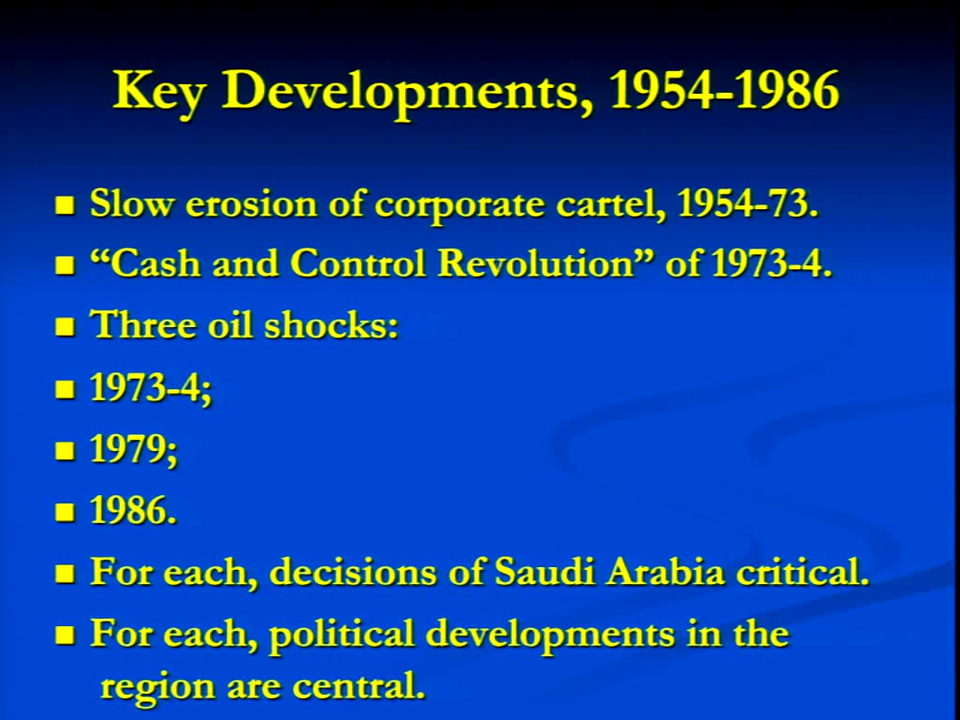 Key Developments, 1954-1986
Slow erosion of corporate cartel, 1954-73.
“Cash and Control Revolution” of 1973-4.
Three oil shocks:
1973-4;
1979;
1986.
For each, decisions of Saudi Arabia critical.
For each, political developments in the
region are central.